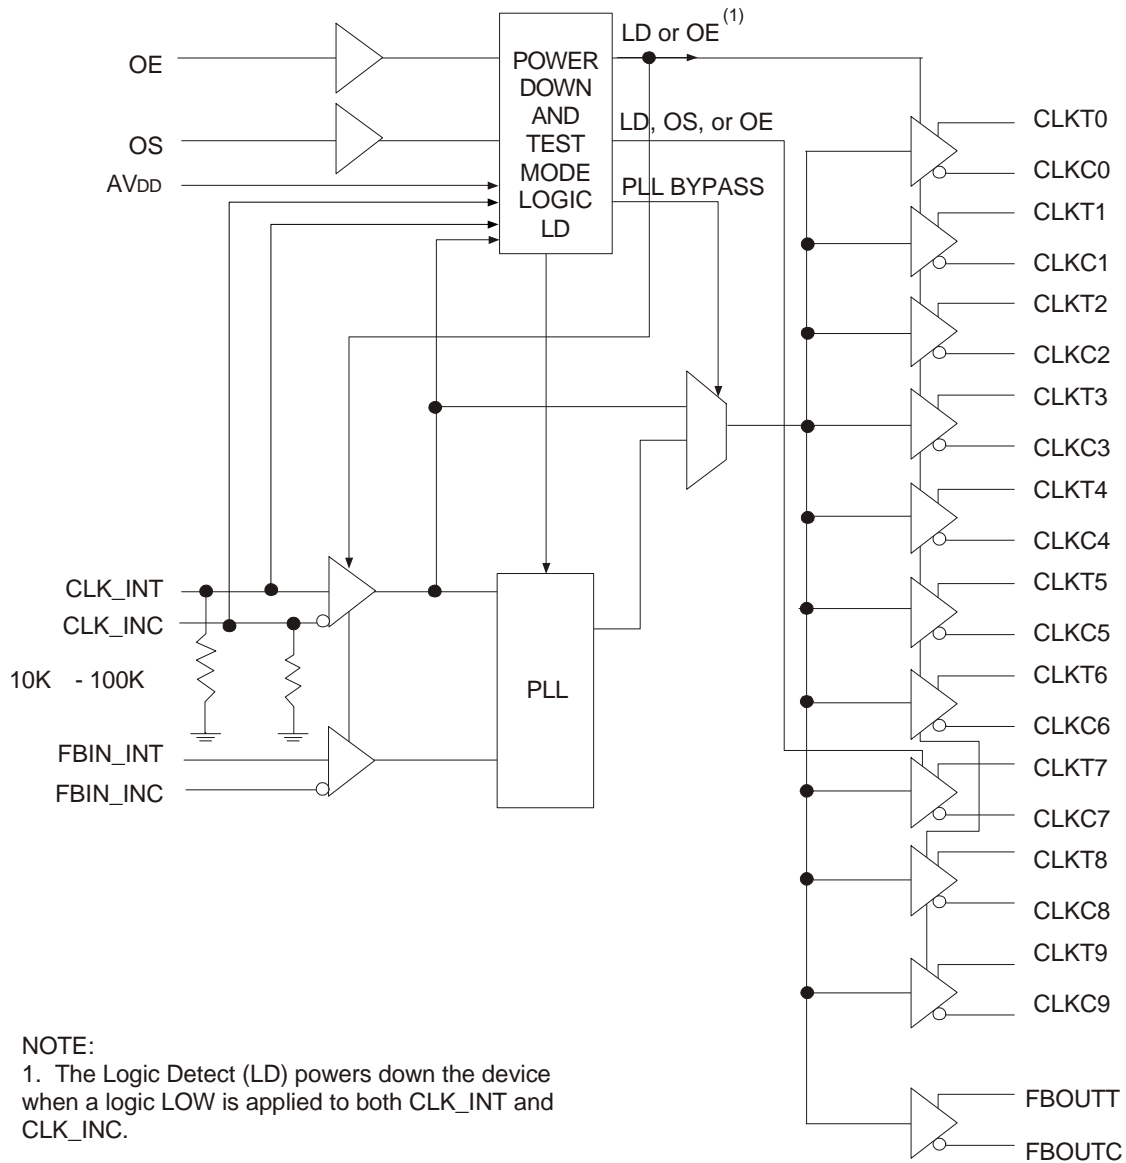 LD or OE (1)
OE
POWER
DOWN
AND
TEST
MODE
LOGIC
LD
OS
LD, OS, or OE
AVDD
PLL BYPASS
CLKT0
CLKC0
CLKT1
CLKC1
CLKT2
CLKC2
CLKT3
CLKC3
CLKT4
CLKC4
CLKT5
CLKC5
CLKT6
CLKC6
CLKT7
CLKC7
CLKT8
CLKC8
CLKT9
CLKC9
FBOUTT
FBOUTC
CLK_INT
CLK_INC
10K - 100K
PLL
FBIN_INT
FBIN_INC
NOTE:
1. The Logic Detect (LD) powers down the device
when a logic LOW is applied to both CLK_INT and
CLK_INC.